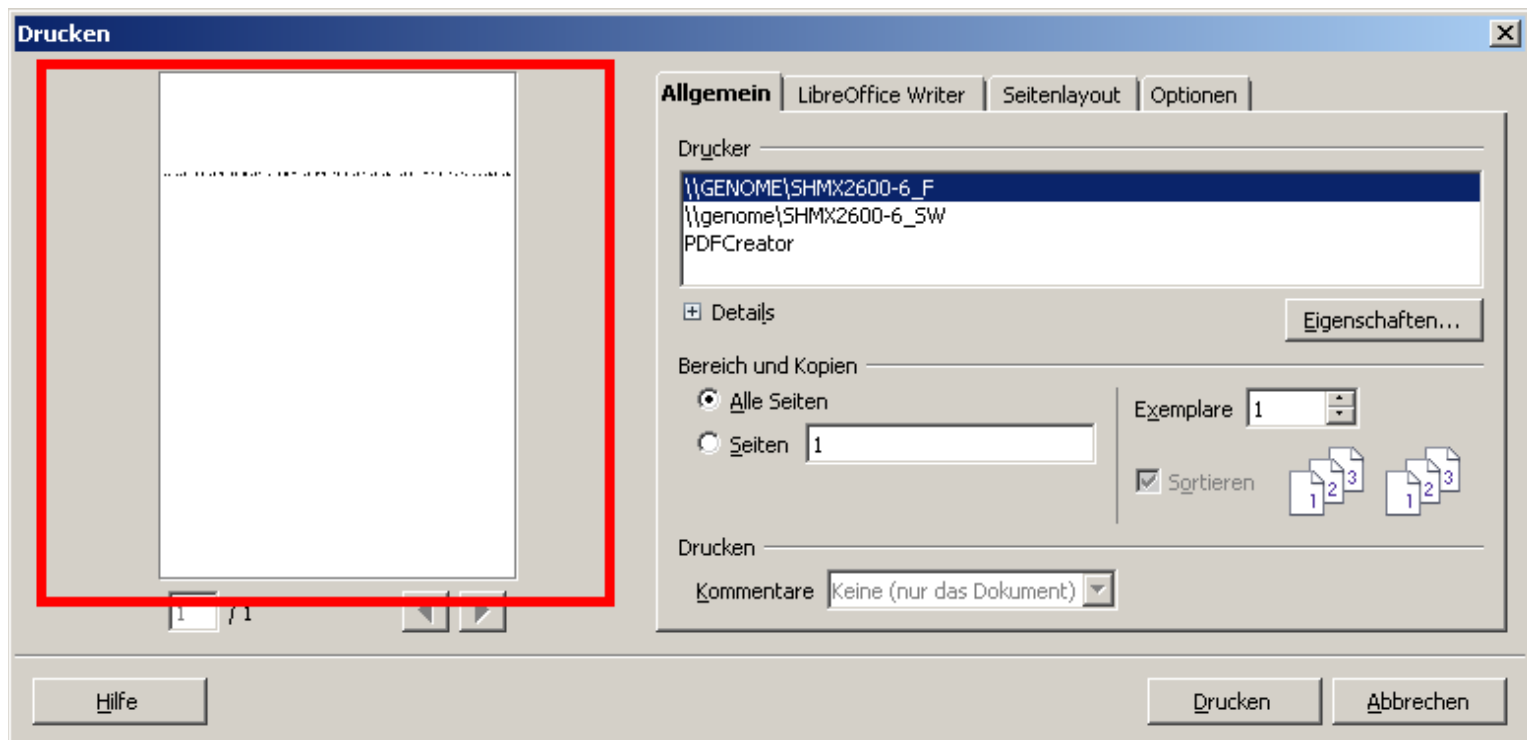 Drucken
Allgemein LibreOffice Writer Seitenlayout Optionen
Drucker
\\GENOME\SHMX2600-6_F
\\genome\SHMX2600-6_SW
PDFCreator
Details
Eigenschaften...
Bereich und Kopien
Alle Seiten
Exemplare 1
Seiten 1
Sortieren
1 2 3 1 2 3
Drucken
Kommentare Keine (nur das Dokument)
1 / 1
Hilfe
Drucken
Abbrechen